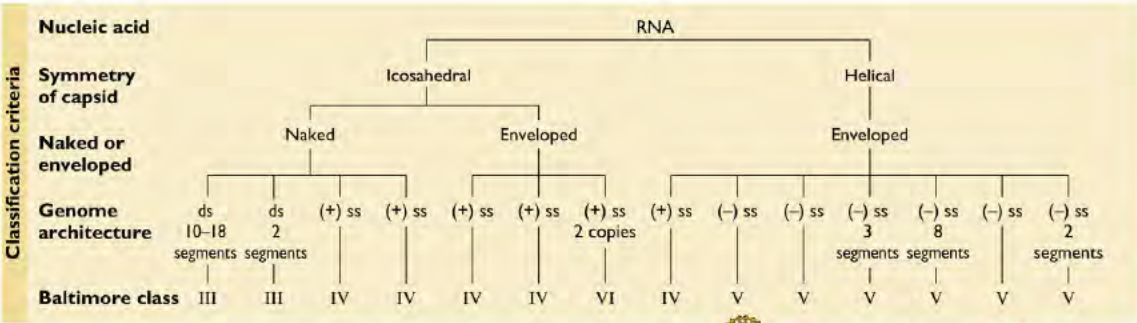 Classification criteria
Nucleic acid RNA
Symmetry of capsid Icosahedral Helical
Naked or enveloped Naked Enveloped Enveloped
Genome architecture
ds 10–18 segments
ds 2 segments
(+) ss
(+) ss
(+) ss
(+) ss
(+) ss 2 copies
(+) ss
(–) ss
(–) ss
(–) ss 3 segments
(–) ss 8 segments
(–) ss
(–) ss 2 segments
Baltimore class III III IV IV IV IV VI IV V V V V V V